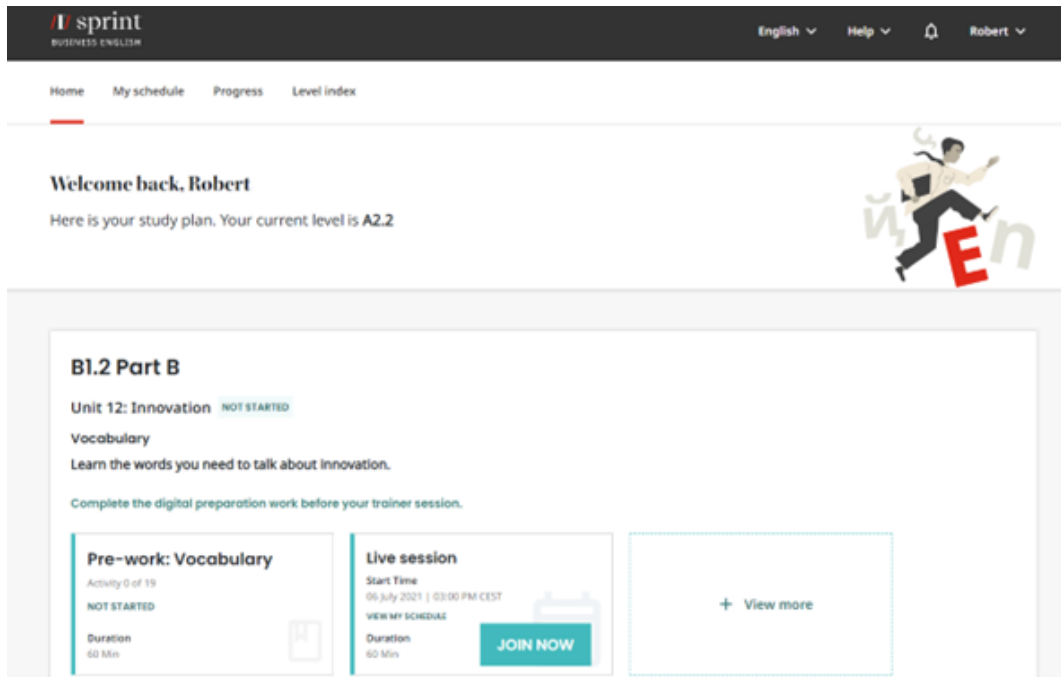 sprint
BUSINESS ENGLISH
English Help Robert
Home My schedule Progress Level index
Welcome back, Robert
Here is your study plan. Your current level is A2.2
й ц E n
B1.2 Part B
Unit 12: Innovation NOT STARTED
Vocabulary
Learn the words you need to talk about innovation.
Complete the digital preparation work before your trainer session.
Pre-work: Vocabulary
Activity 0 of 19
NOT STARTED
Duration
60 Min
Live session
Start Time
06 July 2021 | 03:00 PM CEST
VIEW MY SCHEDULE
Duration
60 Min
JOIN NOW
+ View more